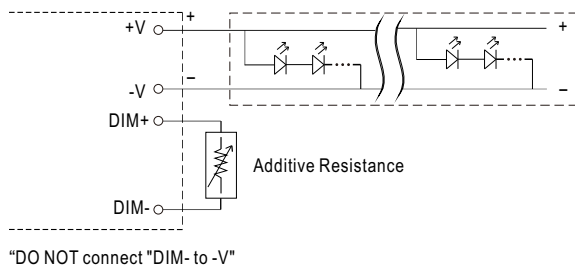 +V
+
+
-V
−
−
DIM+
Additive Resistance
DIM-
“DO NOT connect "DIM- to -V"